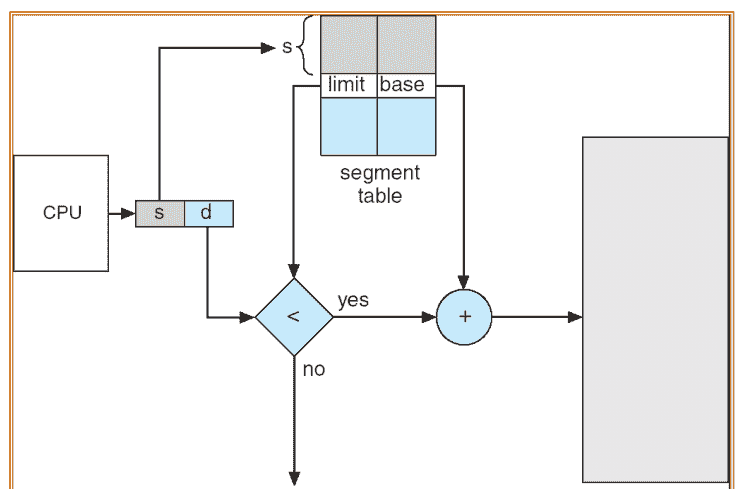 s
limit base
segment
table
CPU
s d
yes
<
+
no